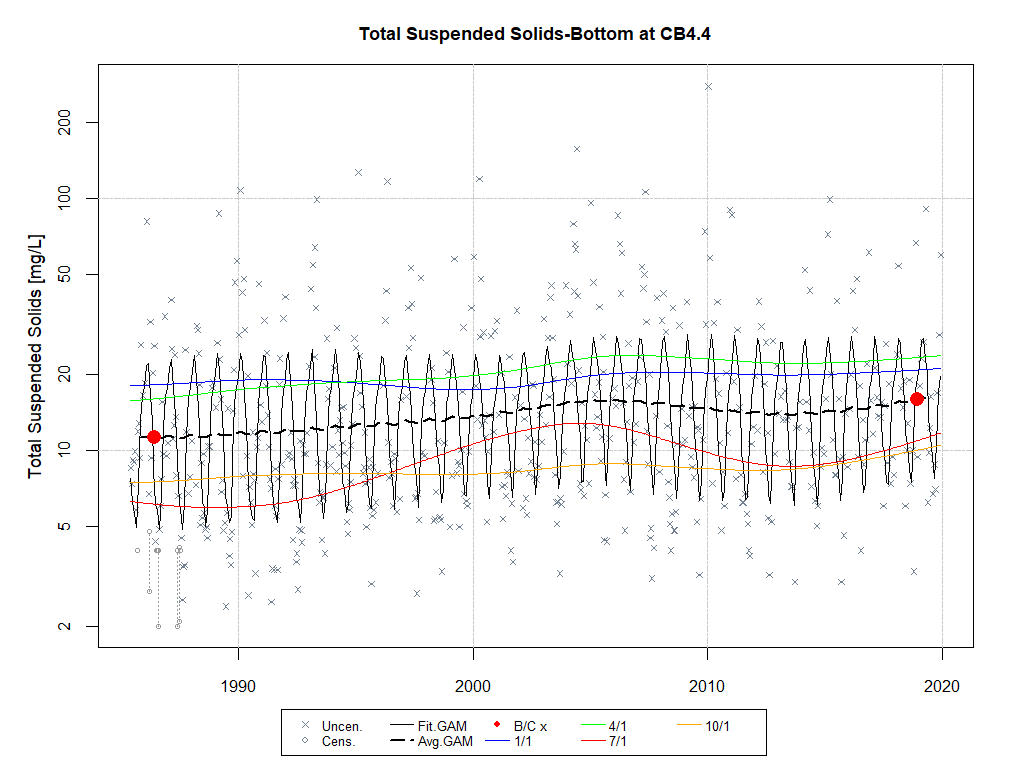 Total Suspended Solids-Bottom at CB4.4
Total Suspended Solids [mg/L]
200
100
50
20
10
5
2
1990 2000 2010 2020
Uncen. Fit.GAM B/C x 4/1 10/1
Cens. Avg.GAM 1/1 7/1